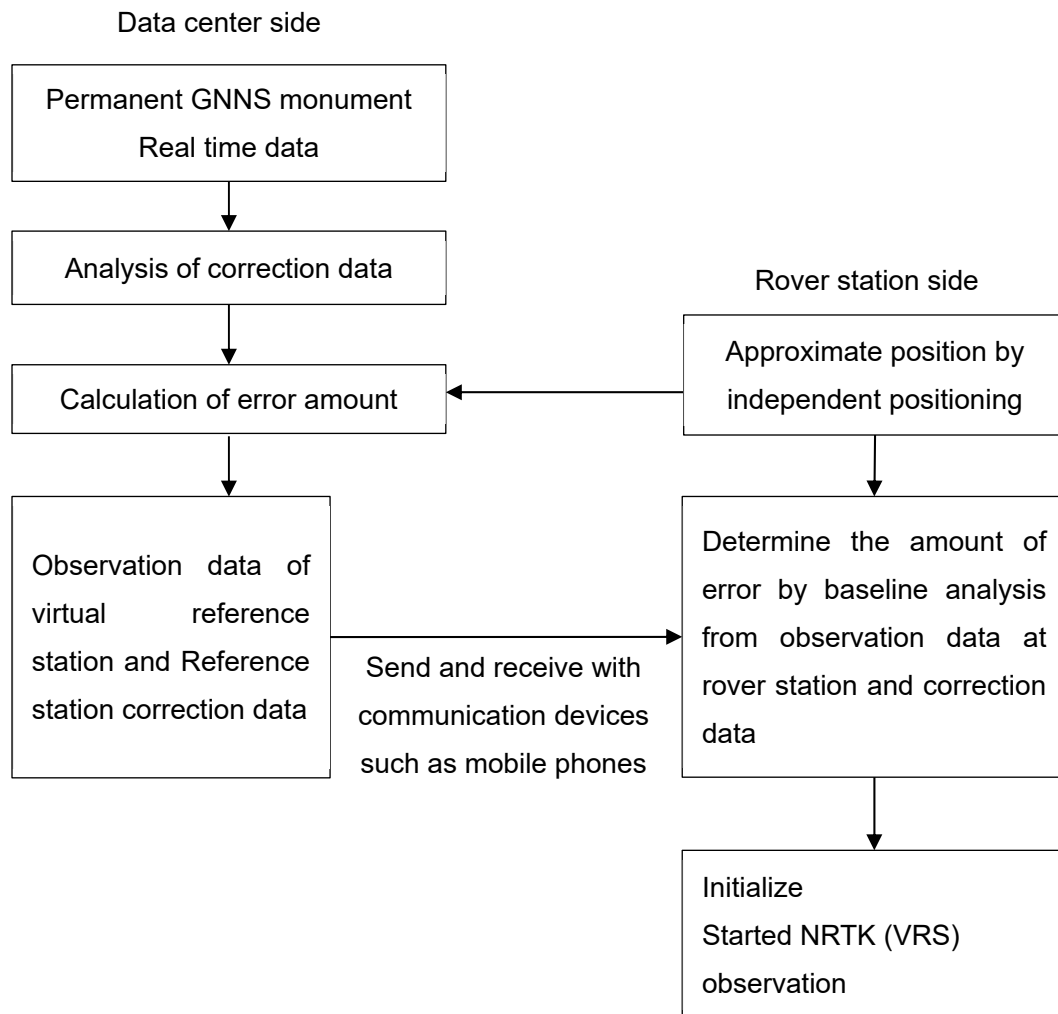 Data center side
Permanent GNNS monument
Real time data
Analysis of correction data
Calculation of error amount
Observation data of
virtual reference
station and Reference
station correction data
Send and receive with
communication devices
such as mobile phones
Rover station side
Approximate position by
independent positioning
Determine the amount of
error by baseline analysis
from observation data at
rover station and correction
data
Initialize
Started NRTK (VRS)
observation